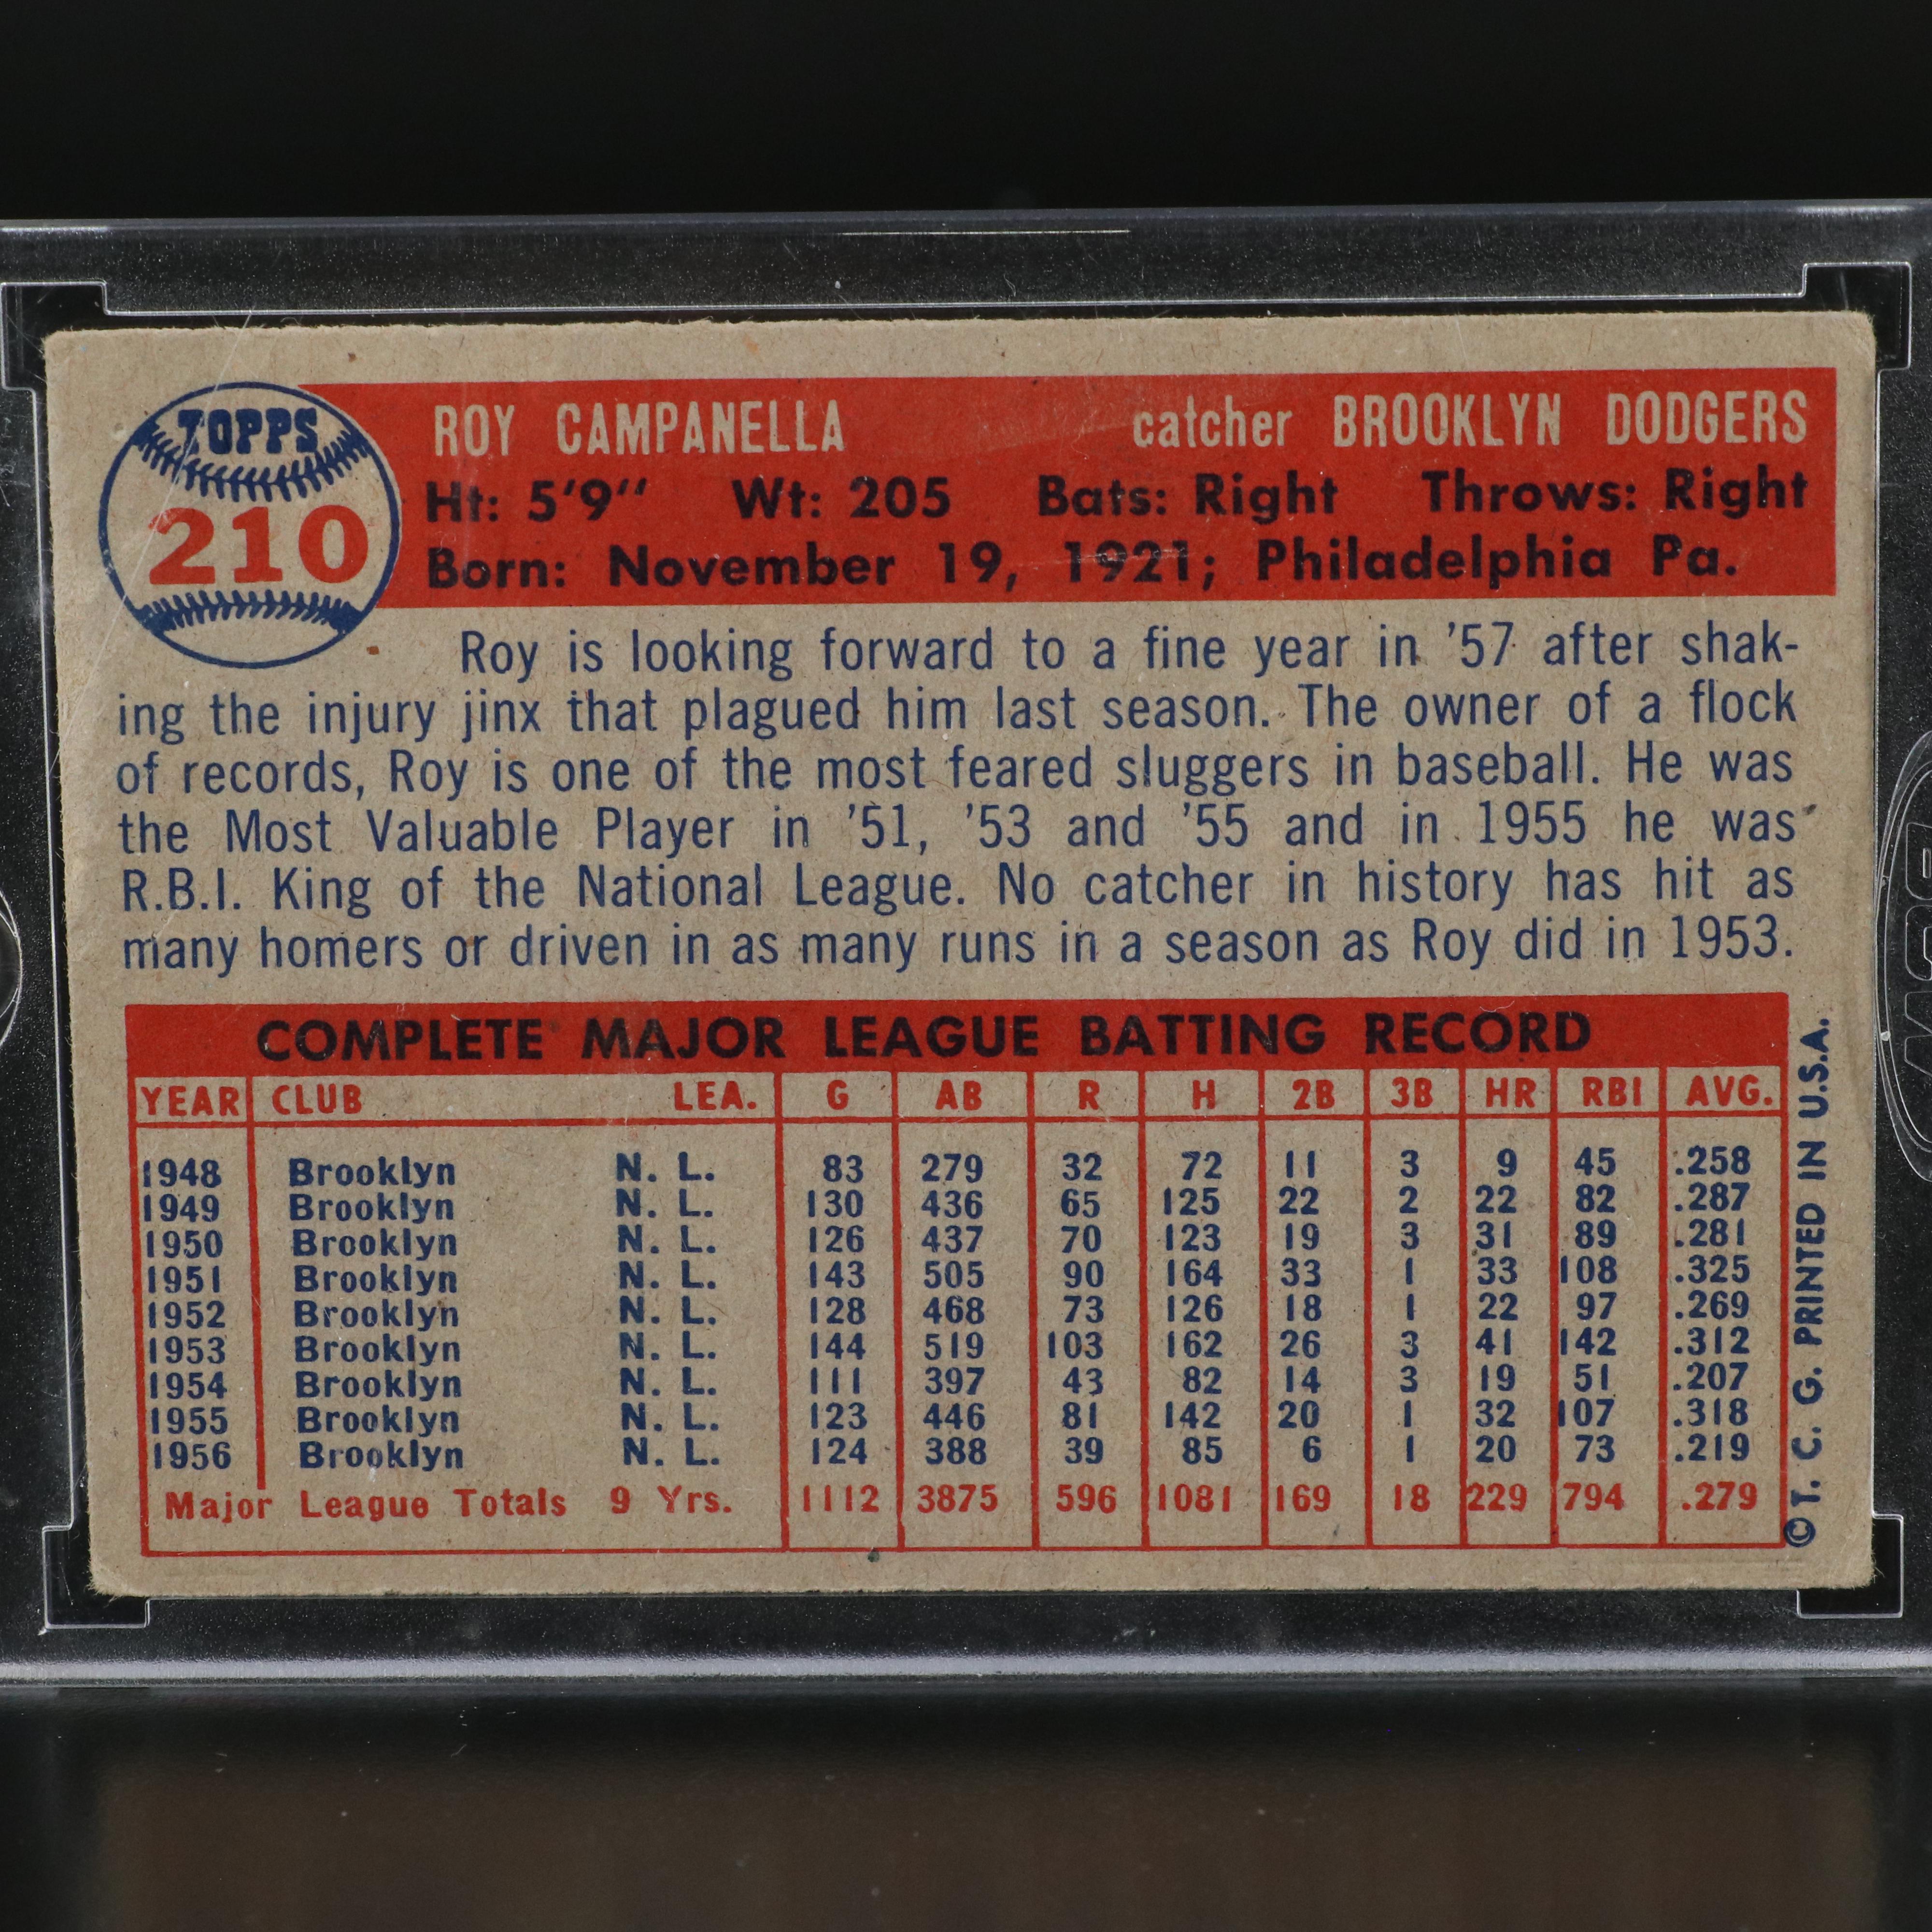 TOPPS
210
ROY CAMPANELLA catcher BROOKLYN DODGERS
Ht: 5'9" Wt: 205 Bats: Right Throws: Right
Born: November 19, 1921; Philadelphia Pa.
Roy is looking forward to a fine year in '57 after shak-
ing the injury jinx that plagued him last season. The owner of a flock
of records, Roy is one of the most feared sluggers in baseball. He was
the Most Valuable Player in '51, '53 and '55 and in 1955 he was
R.B.I. King of the National League. No catcher in history has hit as
many homers or driven in as many runs in a season as Roy did in 1953.
COMPLETE MAJOR LEAGUE BATTING RECORD
YEAR CLUB LEA. G AB R H 2B 3B HR RBI AVG.
1948 Brooklyn N. L. 83 279 32 72 11 3 9 45 .258
1949 Brooklyn N. L. 130 436 65 125 22 2 22 82 .287
1950 Brooklyn N. L. 126 437 70 123 19 3 31 89 .281
1951 Brooklyn N. L. 143 505 90 164 33 1 33 108 .325
1952 Brooklyn N. L. 128 468 73 126 18 1 22 97 .269
1953 Brooklyn N. L. 144 519 103 162 26 3 41 142 .312
1954 Brooklyn N. L. 111 397 43 82 14 3 19 51 .207
1955 Brooklyn N. L. 123 446 81 142 20 1 32 107 .318
1956 Brooklyn N. L. 124 388 39 85 6 1 20 73 .219
Major League Totals 9 Yrs. 1112 3875 596 1081 169 18 229 794 .279
©T. C. G. PRINTED IN U.S.A.